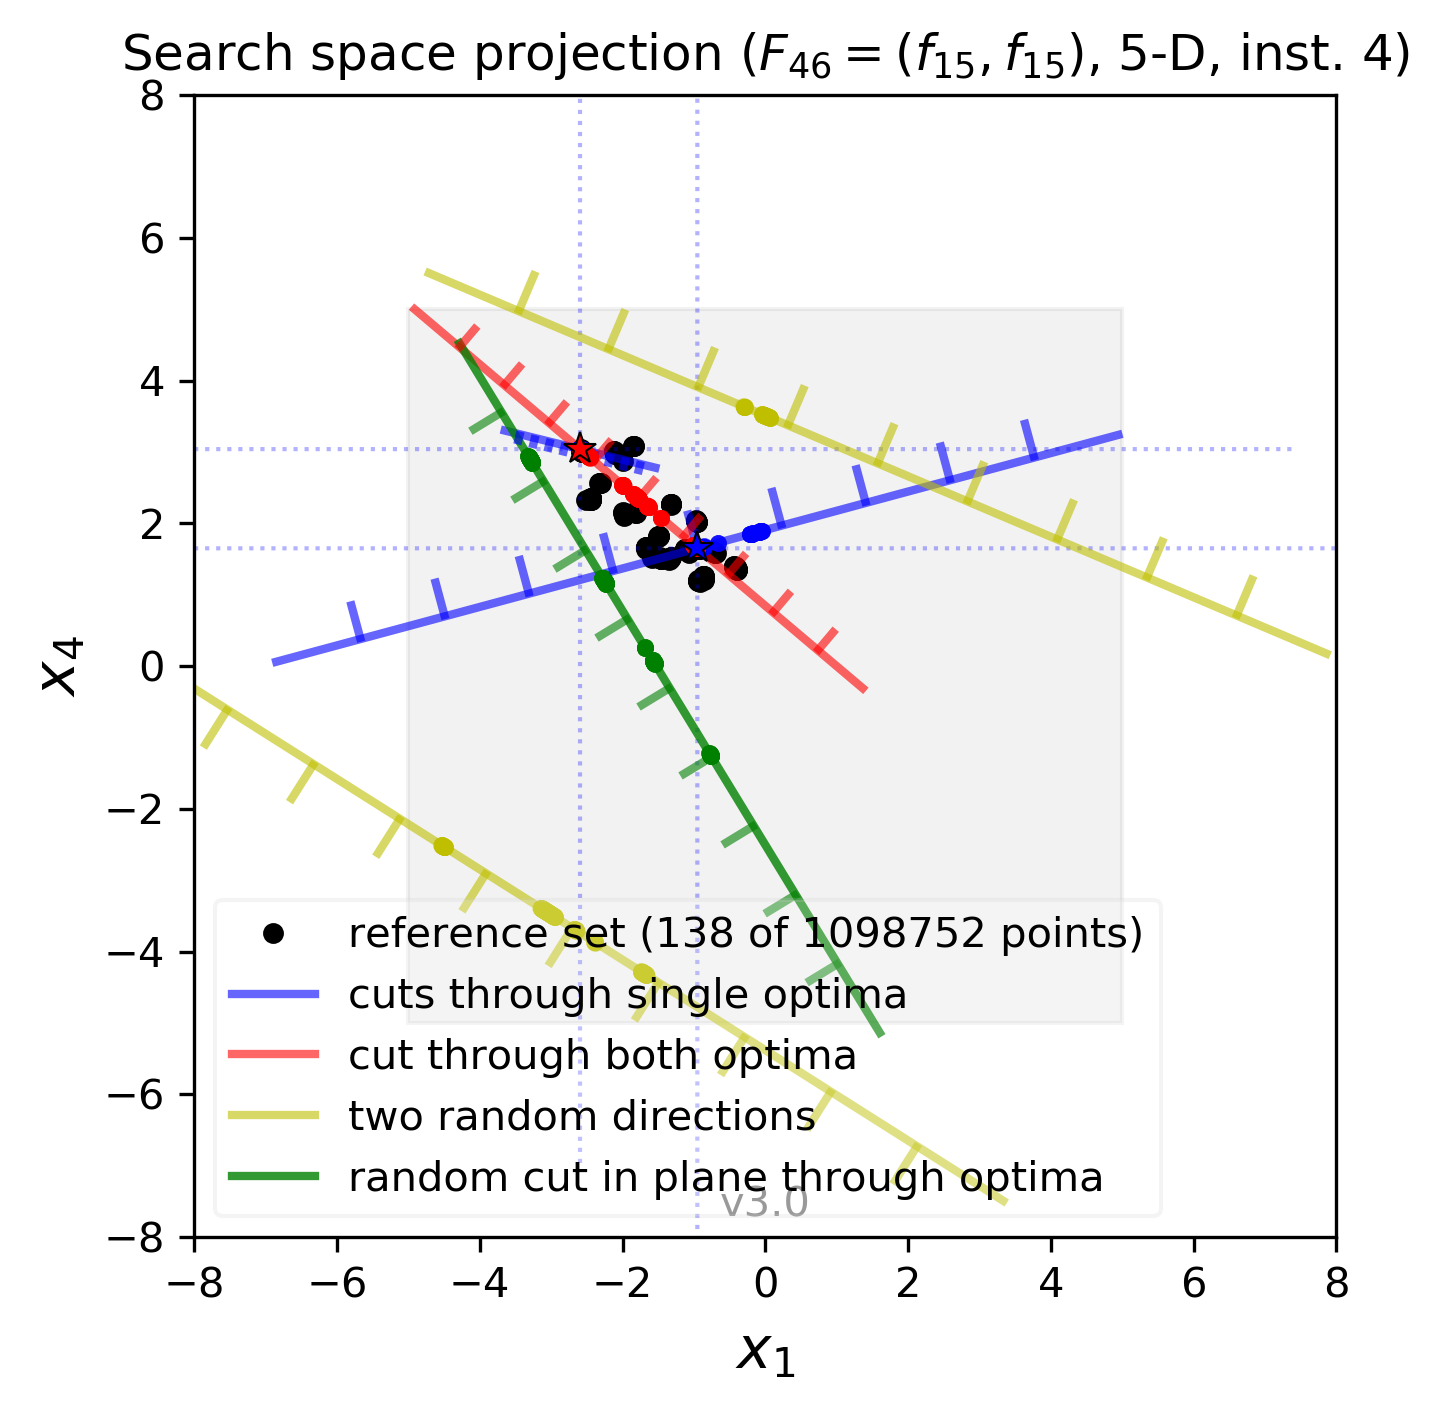 Search space projection (F₄₆ = (f₁₅, f₁₅), 5-D, inst. 4)
8
6
4
2
0
−2
−4
−6
−8
x₄
reference set (138 of 1098752 points)
cuts through single optima
cut through both optima
two random directions
random cut in plane through optima
v3.0
−8 −6 −4 −2 0 2 4 6 8
x₁